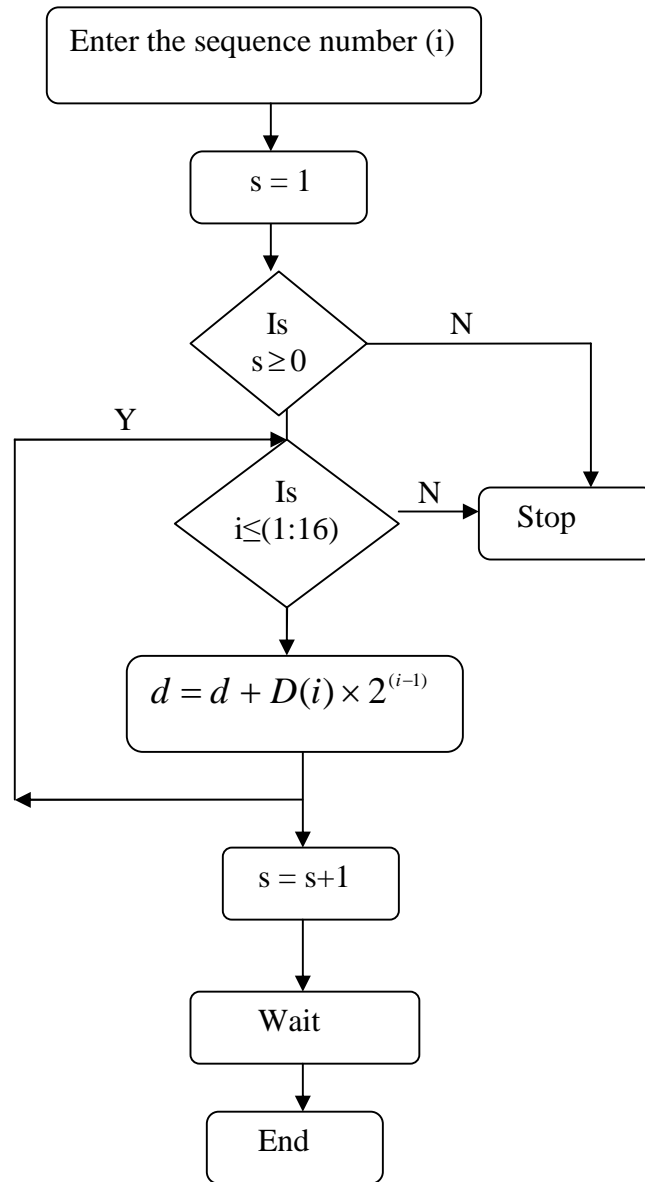 Enter the sequence number (i)
s = 1
Is
s ≥ 0
N
Y
Is
i≤(1:16)
N
Stop
d = d + D(i) × 2^(i−1)
s = s+1
Wait
End